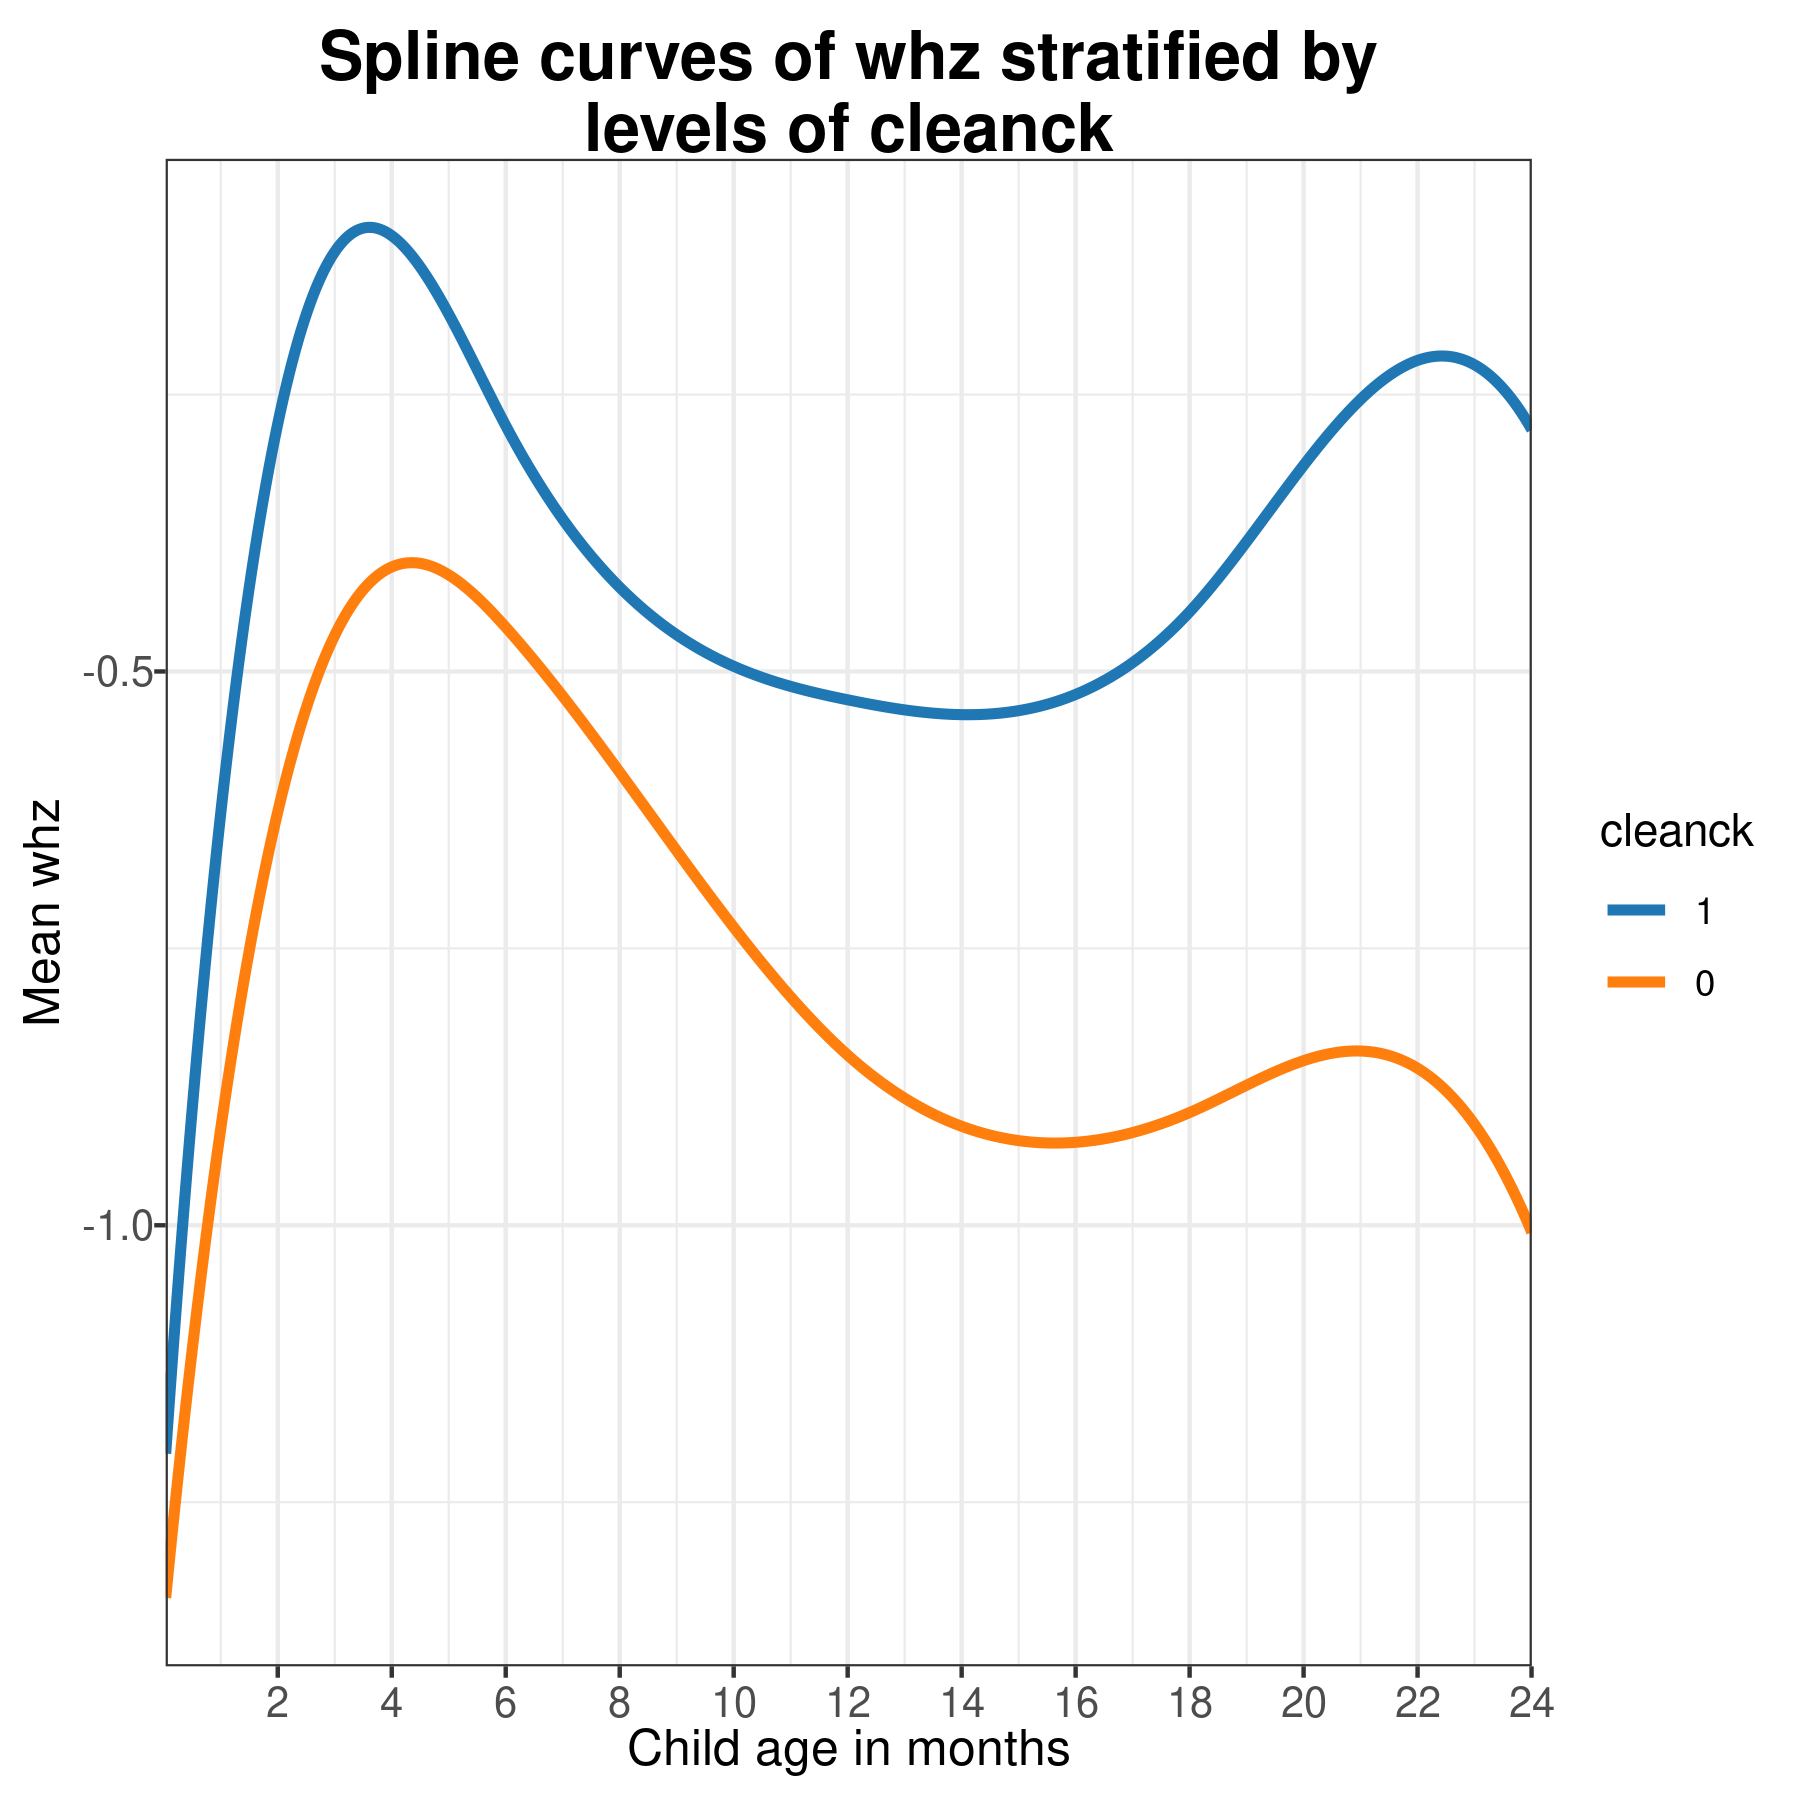 Spline curves of whz stratified by
levels of cleanck
Mean whz
-0.5
-1.0
2 4 6 8 10 12 14 16 18 20 22 24
Child age in months
cleanck
1
0